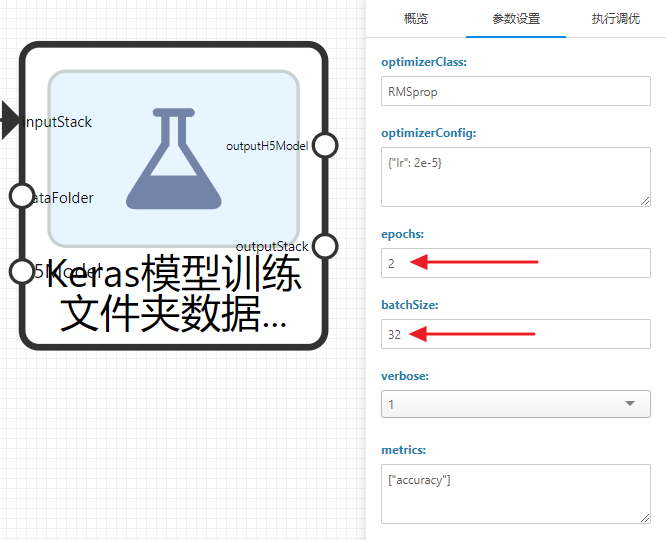 inputStack
ataFolder
5Model
outputH5Model
outputStack
Keras模型训练
文件夹数据...
概览
参数设置
执行调优
optimizerClass:
RMSprop
optimizerConfig:
{"lr": 2e-5}
epochs:
2
batchSize:
32
verbose:
1
metrics:
["accuracy"]